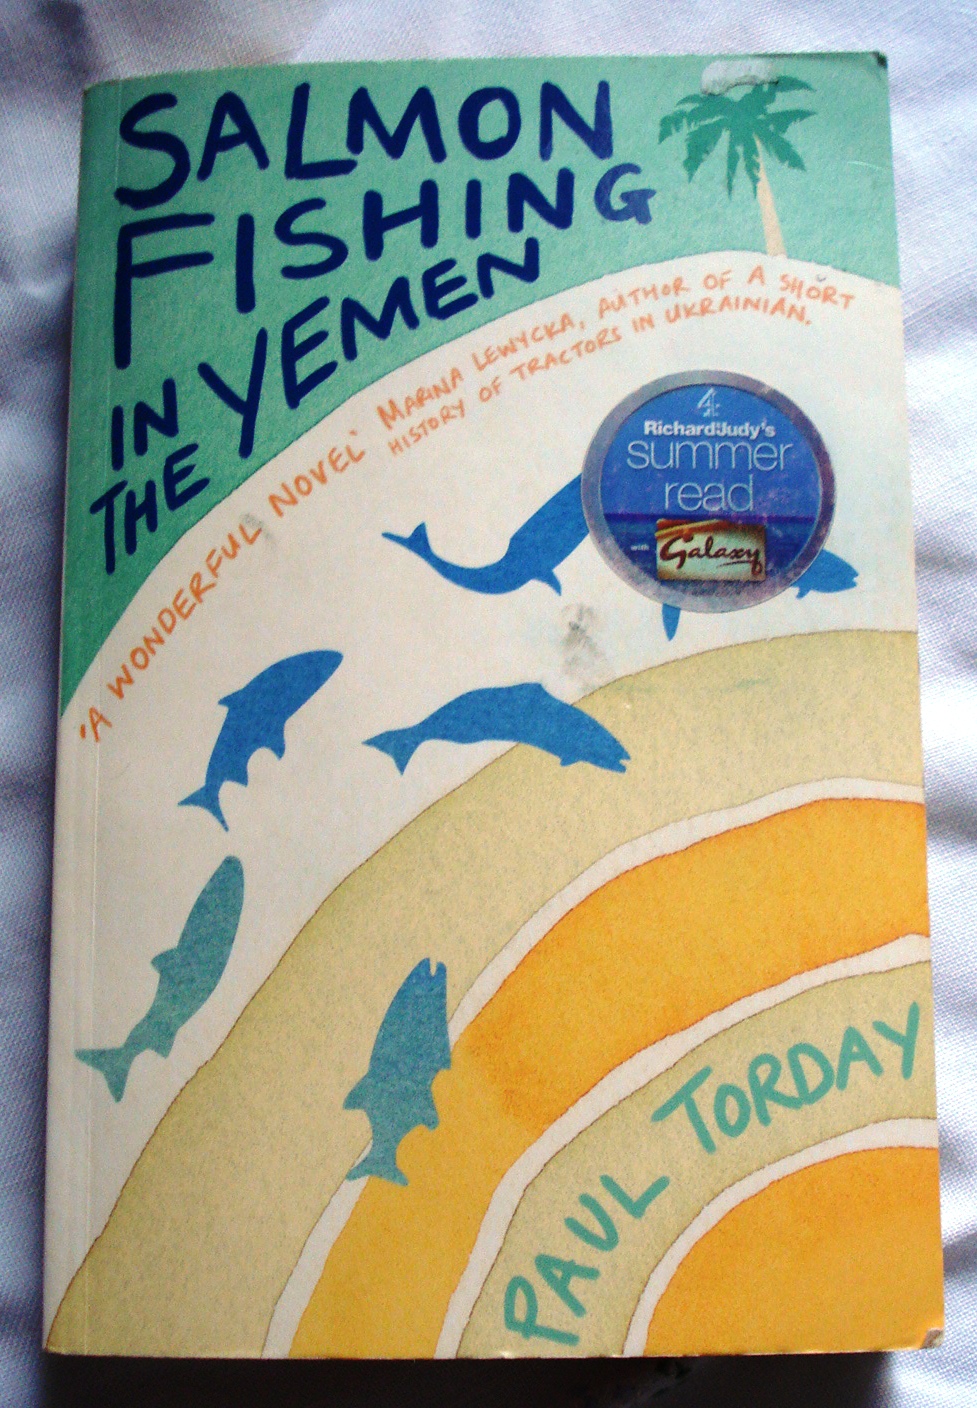 SALMON
FISHING
IN YEMEN
THE
'A WONDERFUL NOVEL' MARINA LEWYCKA, AUTHOR OF A SHORT
HISTORY OF TRACTORS IN UKRAINIAN.
4
Richard&Judy's
summer
read
with Galaxy
PAUL TORDAY